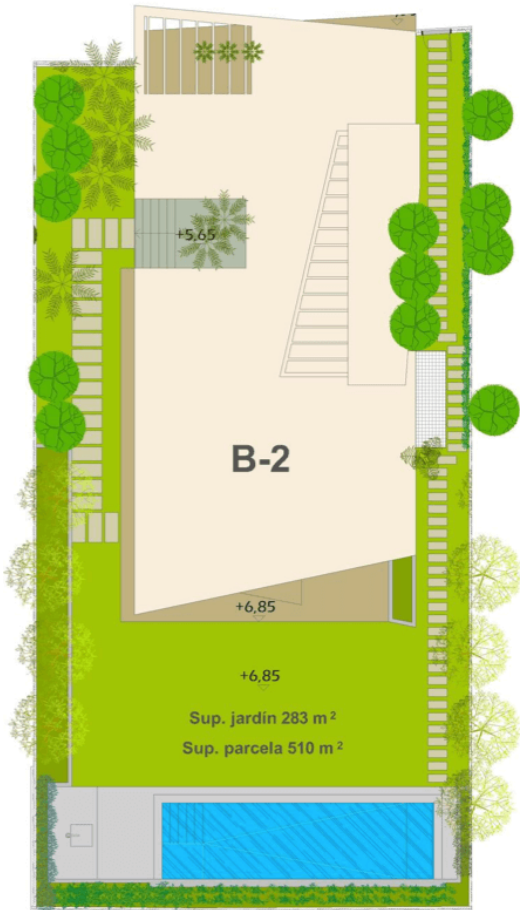 +5,65
B-2
+6,85
+6,85
Sup. jardín 283 m²
Sup. parcela 510 m²